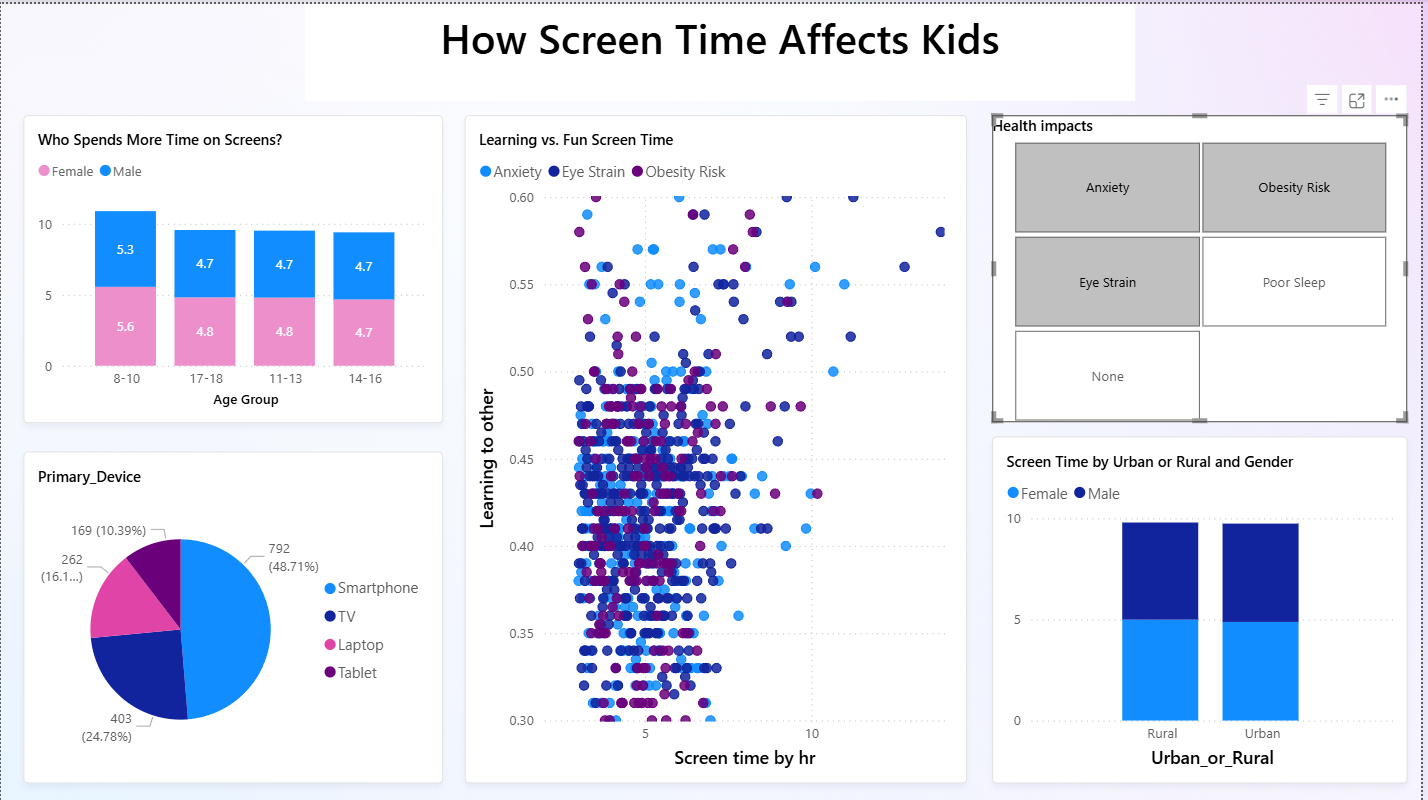 How Screen Time Affects Kids
Who Spends More Time on Screens?
Female Male
10
5
0
5.3
4.7
4.7
4.7
5.6
4.8
4.8
4.7
8-10 17-18 11-13 14-16
Age Group
Primary_Device
169 (10.39%)
262
(16.1...)
792
(48.71%)
403
(24.78%)
Smartphone
TV
Laptop
Tablet
Learning vs. Fun Screen Time
Anxiety Eye Strain Obesity Risk
0.60
0.55
0.50
0.45
0.40
0.35
0.30
Learning to other
5 10
Screen time by hr
Health impacts
Anxiety
Obesity Risk
Eye Strain
Poor Sleep
None
Screen Time by Urban or Rural and Gender
Female Male
10
5
0
Rural Urban
Urban_or_Rural